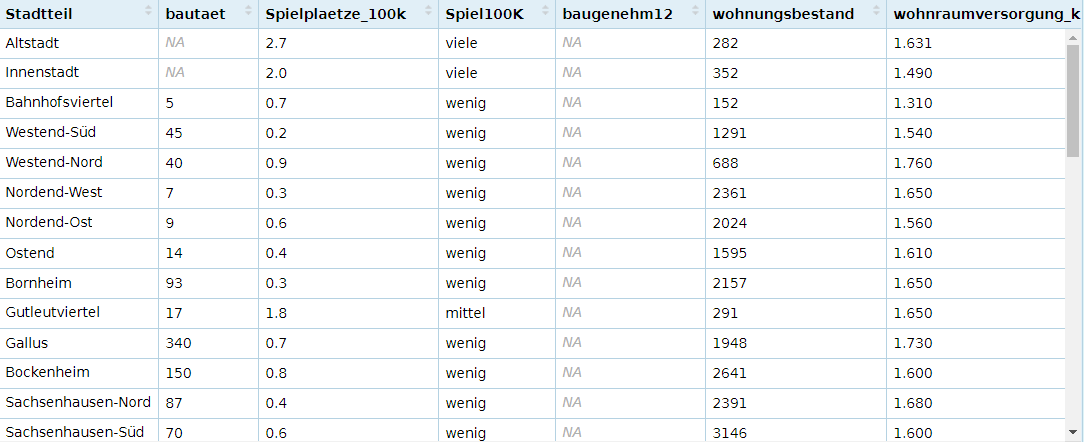 Stadtteil bautaet Spielplaetze_100k Spiel100K baugenehm12 wohnungsbestand wohnraumversorgung_k
Altstadt NA 2.7 viele NA 282 1.631
Innenstadt NA 2.0 viele NA 352 1.490
Bahnhofsviertel 5 0.7 wenig NA 152 1.310
Westend-Süd 45 0.2 wenig NA 1291 1.540
Westend-Nord 40 0.9 wenig NA 688 1.760
Nordend-West 7 0.3 wenig NA 2361 1.650
Nordend-Ost 9 0.6 wenig NA 2024 1.560
Ostend 14 0.4 wenig NA 1595 1.610
Bornheim 93 0.3 wenig NA 2157 1.650
Gutleutviertel 17 1.8 mittel NA 291 1.650
Gallus 340 0.7 wenig NA 1948 1.730
Bockenheim 150 0.8 wenig NA 2641 1.600
Sachsenhausen-Nord 87 0.4 wenig NA 2391 1.680
Sachsenhausen-Süd 70 0.6 wenig NA 3146 1.600